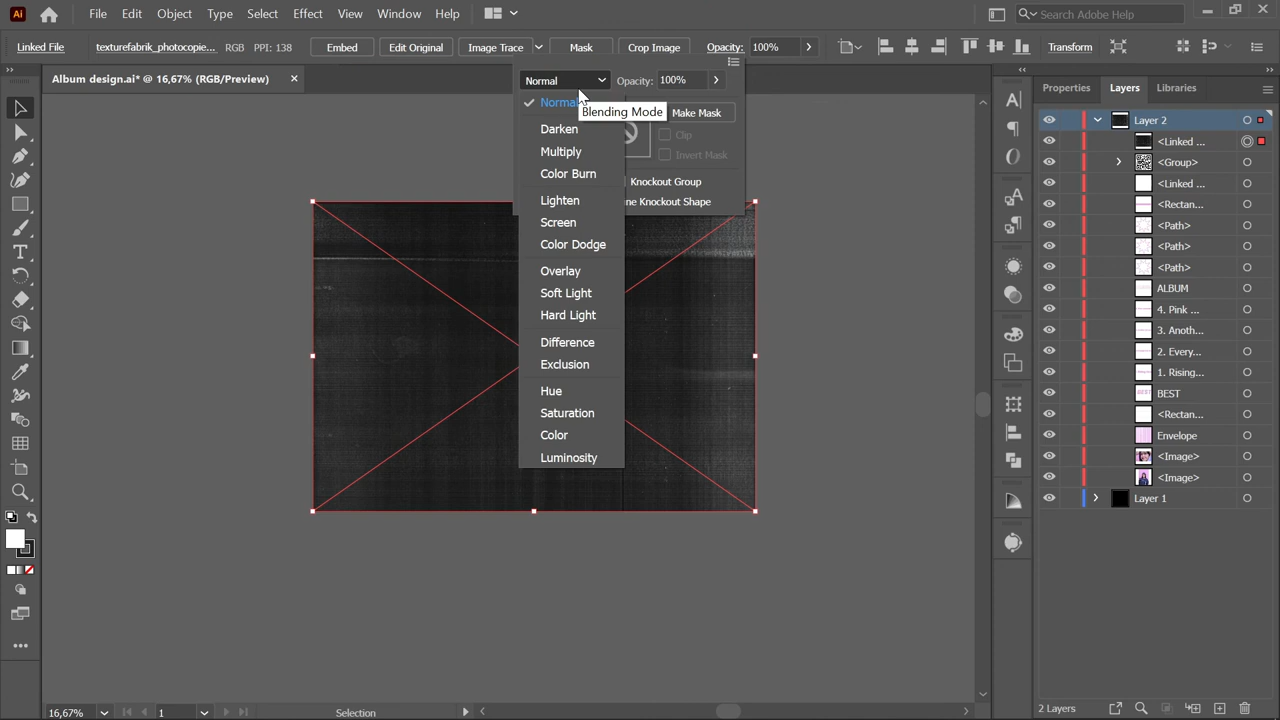 Ai File Edit Object Type Select Effect View Window Help Search Adobe Help
Linked File texturefabrik_photocopie... RGB PPI: 138 Embed Edit Original Image Trace Mask Crop Image Opacity: 100% Transform
Album design.ai* @ 16,67% (RGB/Preview)
Normal Opacity: 100%
Normal
Blending Mode
Make Mask
Darken
Clip
Multiply
Invert Mask
Color Burn
Knockout Group
Lighten
ne Knockout Shape
Screen
Color Dodge
Overlay
Soft Light
Hard Light
Difference
Exclusion
Hue
Saturation
Color
Luminosity
Properties Layers Libraries
Layer 2
<Linked ...
<Group>
<Linked ...
<Rectan...
<Path>
<Path>
<Path>
ALBUM
4. Pink ...
3. Anoth...
2. Every...
1. Rising...
BEST
<Rectan...
Envelope
<Image>
<Image>
Layer 1
16,67% 1 Selection
2 Layers